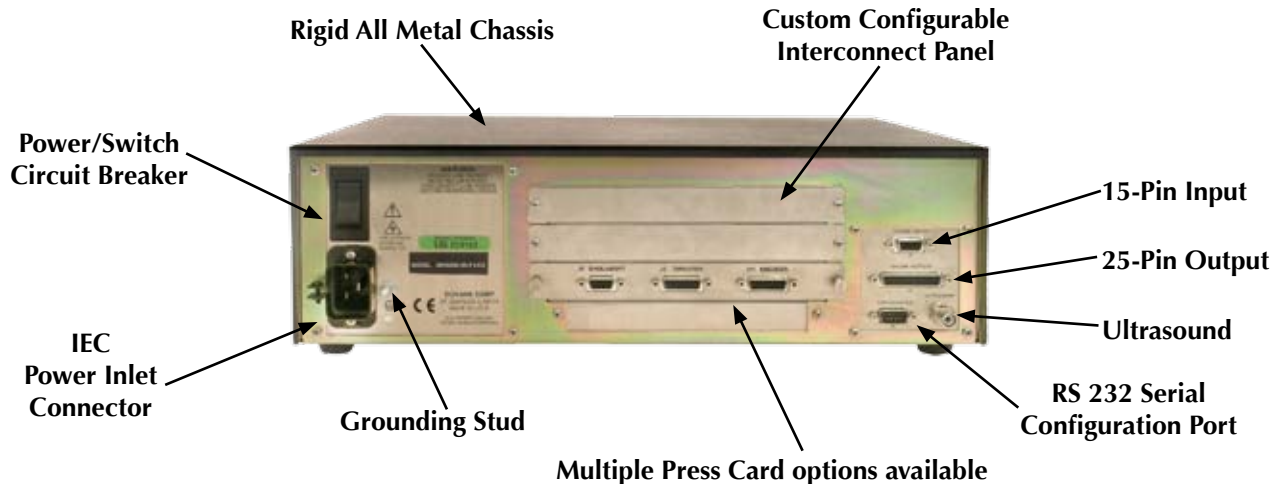 Rigid All Metal Chassis
Custom Configurable
Interconnect Panel
Power/Switch
Circuit Breaker
15-Pin Input
25-Pin Output
Ultrasound
IEC
Power Inlet
Connector
Grounding Stud
RS 232 Serial
Configuration Port
Multiple Press Card options available
CE